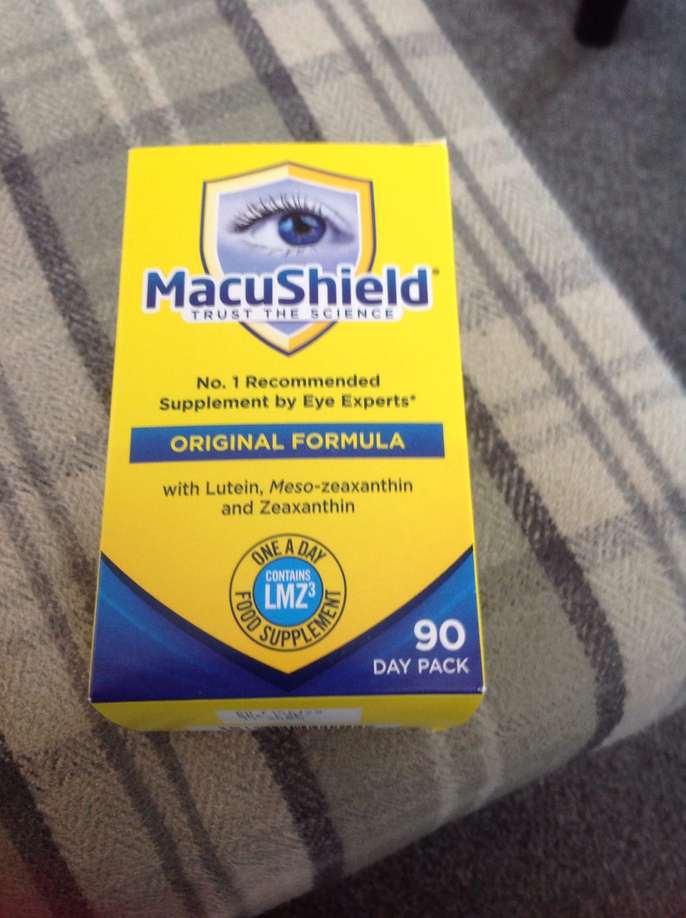 MacuShield®
TRUST THE SCIENCE
No. 1 Recommended
Supplement by Eye Experts*
ORIGINAL FORMULA
with Lutein, Meso-zeaxanthin
and Zeaxanthin
ONE A DAY
CONTAINS
LMZ³
FOOD SUPPLEMENT
90
DAY PACK